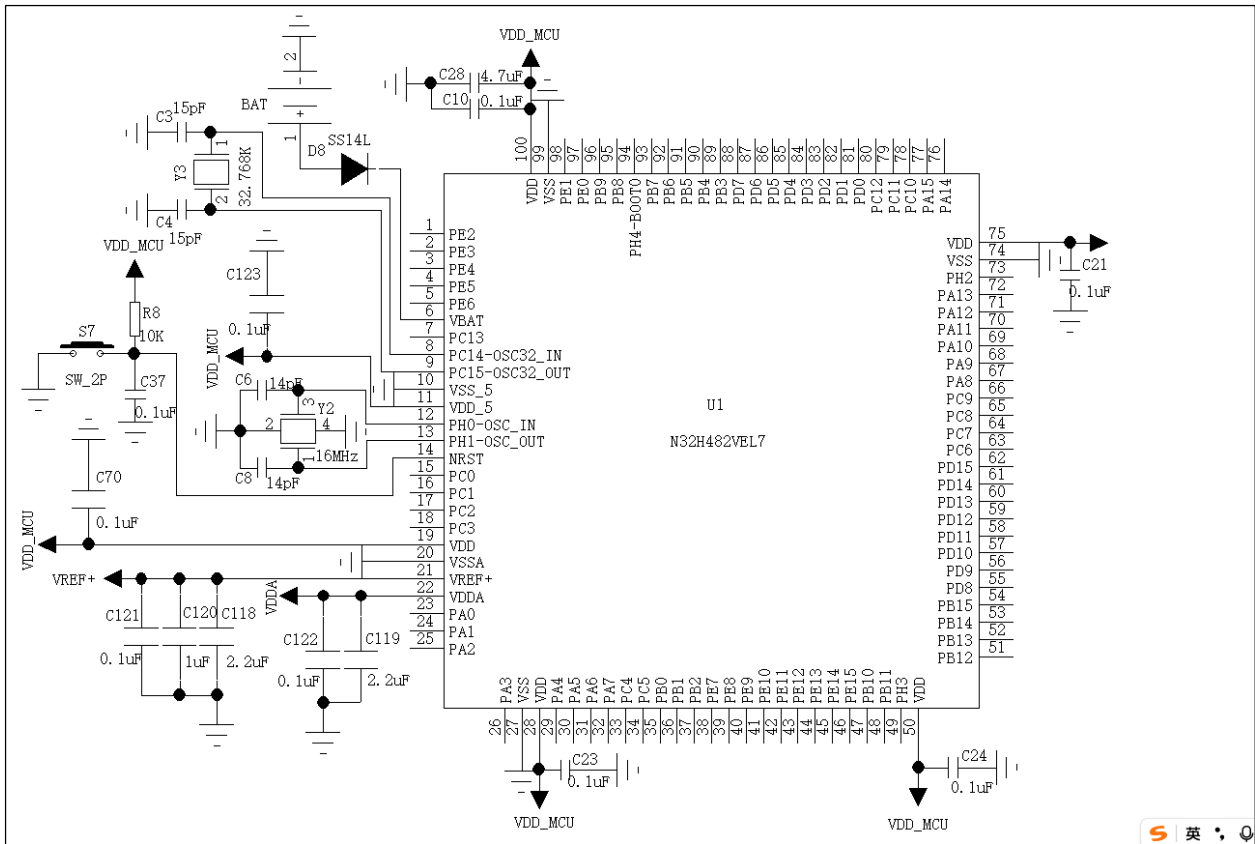 VDD_MCU
2
C28
4.7uF
C10
0.1uF
BAT
+
1
C3
15pF
D8
SS14L
Y3
1
2
32.768K
C4
15pF
VDD_MCU
R8
10K
S7
SW_2P
C37
0.1uF
C123
0.1uF
VDD_MCU
C6
14pF
3
Y2
2
4
1
16MHz
C8
14pF
C70
0.1uF
VDD_MCU
VREF+
C121
0.1uF
C120
1uF
C118
2.2uF
VDDA
C122
0.1uF
C119
2.2uF
100 VDD
99 VSS
98 PE1
97 PE0
96 PB9
95 PB8
94 PH4-BOOT0
93 PB7
92 PB6
91 PB5
90 PB4
89 PB3
88 PD7
87 PD6
86 PD5
85 PD4
84 PD3
83 PD2
82 PD1
81 PD0
80 PC12
79 PC11
78 PC10
77 PA15
76 PA14
1 PE2
2 PE3
3 PE4
4 PE5
5 PE6
6 VBAT
7 PC13
8 PC14-OSC32_IN
9 PC15-OSC32_OUT
10 VSS_5
11 VDD_5
12 PH0-OSC_IN
13 PH1-OSC_OUT
14 NRST
15 PC0
16 PC1
17 PC2
18 PC3
19 VDD
20 VSSA
21 VREF+
22 VDDA
23 PA0
24 PA1
25 PA2
U1
N32H482VEL7
VDD 75
VSS 74
PH2 73
PA13 72
PA12 71
PA11 70
PA10 69
PA9 68
PA8 67
PC9 66
PC8 65
PC7 64
PC6 63
PD15 62
PD14 61
PD13 60
PD12 59
PD11 58
PD10 57
PD9 56
PD8 55
PB15 54
PB14 53
PB13 52
PB12 51
C21
0.1uF
PA3 26
VSS 27
VDD 28
PA4 29
PA5 30
PA6 31
PA7 32
PC4 33
PC5 34
PB0 35
PB1 36
PB2 37
PE7 38
PE8 39
PE9 40
PE10 41
PE11 42
PE12 43
PE13 44
PE14 45
PE15 46
PB10 47
PB11 48
PH3 49
VDD 50
C23
0.1uF
VDD_MCU
C24
0.1uF
VDD_MCU
英